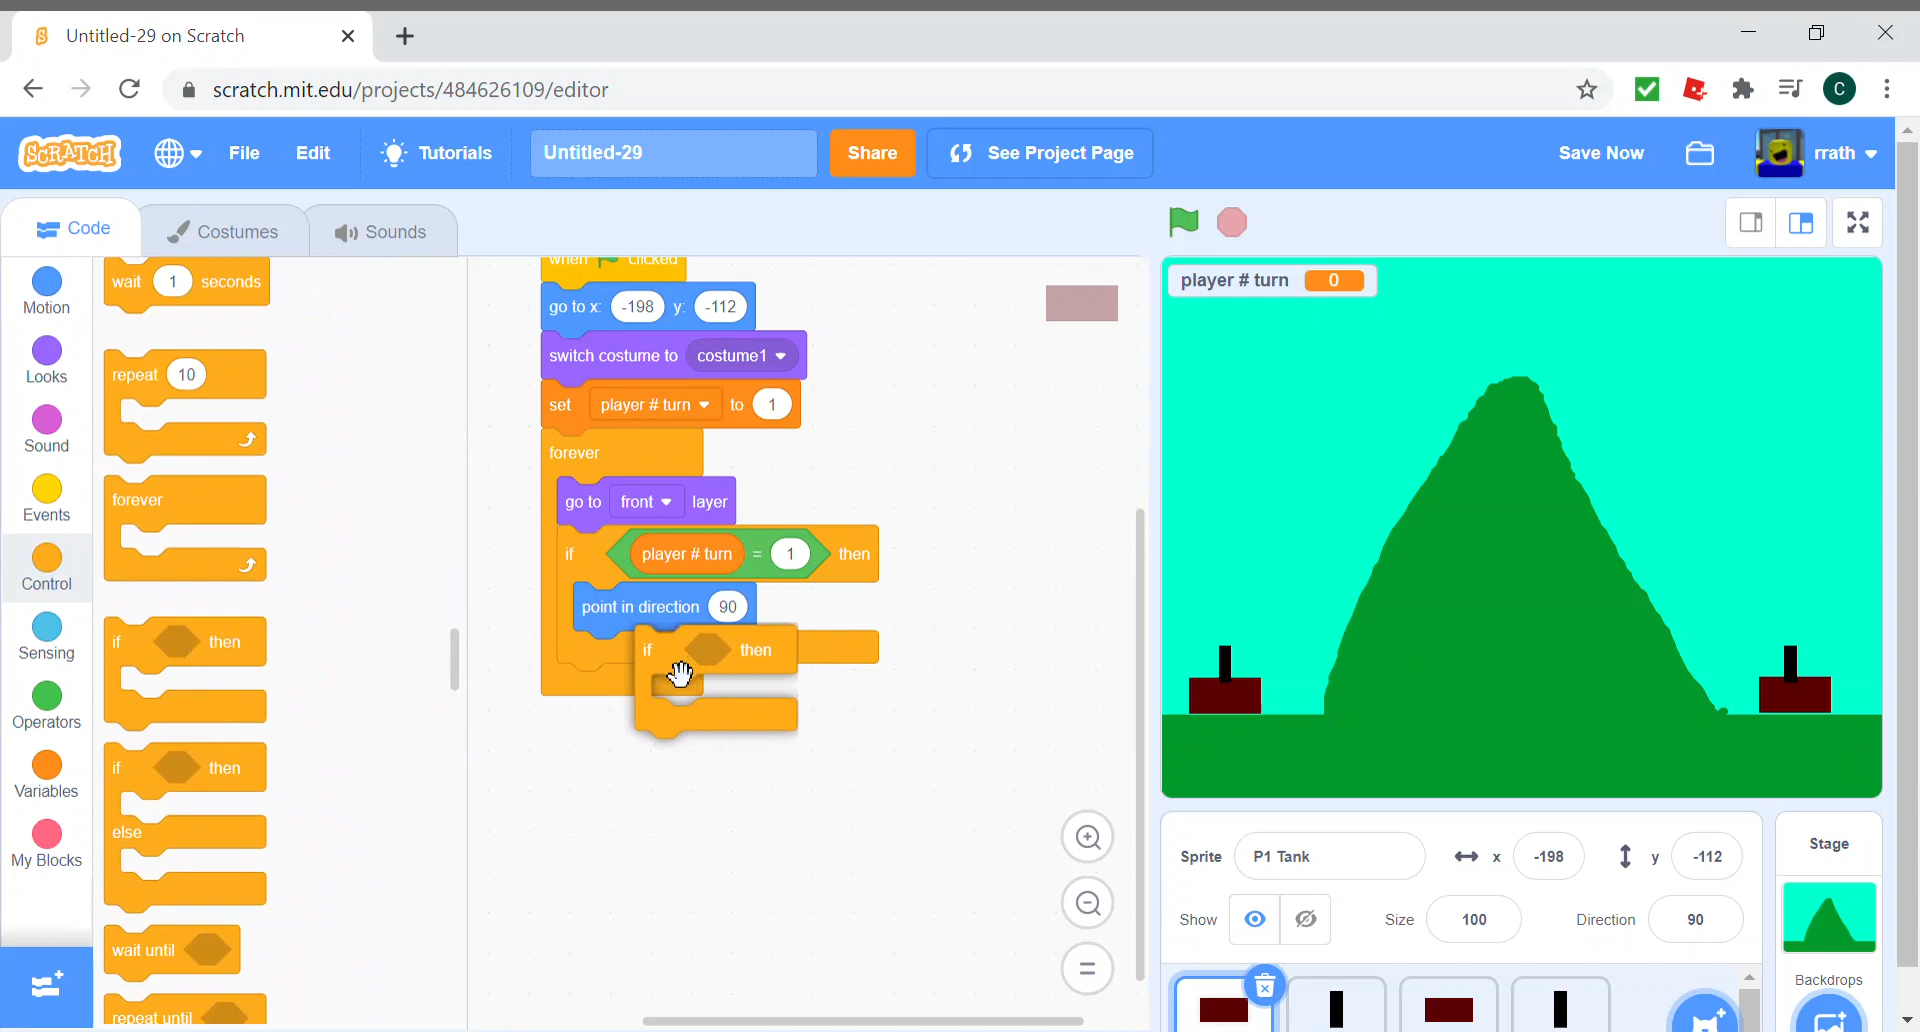 Untitled-29 on Scratch
scratch.mit.edu/projects/484626109/editor
C
SCRATCH
File
Edit
Tutorials
Untitled-29
Share
See Project Page
Save Now
rrath
Code
Costumes
Sounds
Motion
Looks
Sound
Events
Control
Sensing
Operators
Variables
My Blocks
wait 1 seconds
repeat 10
forever
if then
if then
else
wait until
repeat until
when clicked
go to x: -198 y: -112
switch costume to costume1
set player # turn to 1
forever
go to front layer
if player # turn = 1 then
point in direction 90
if then
player # turn 0
Sprite P1 Tank x -198 y -112
Show Size 100 Direction 90
Stage
Backdrops